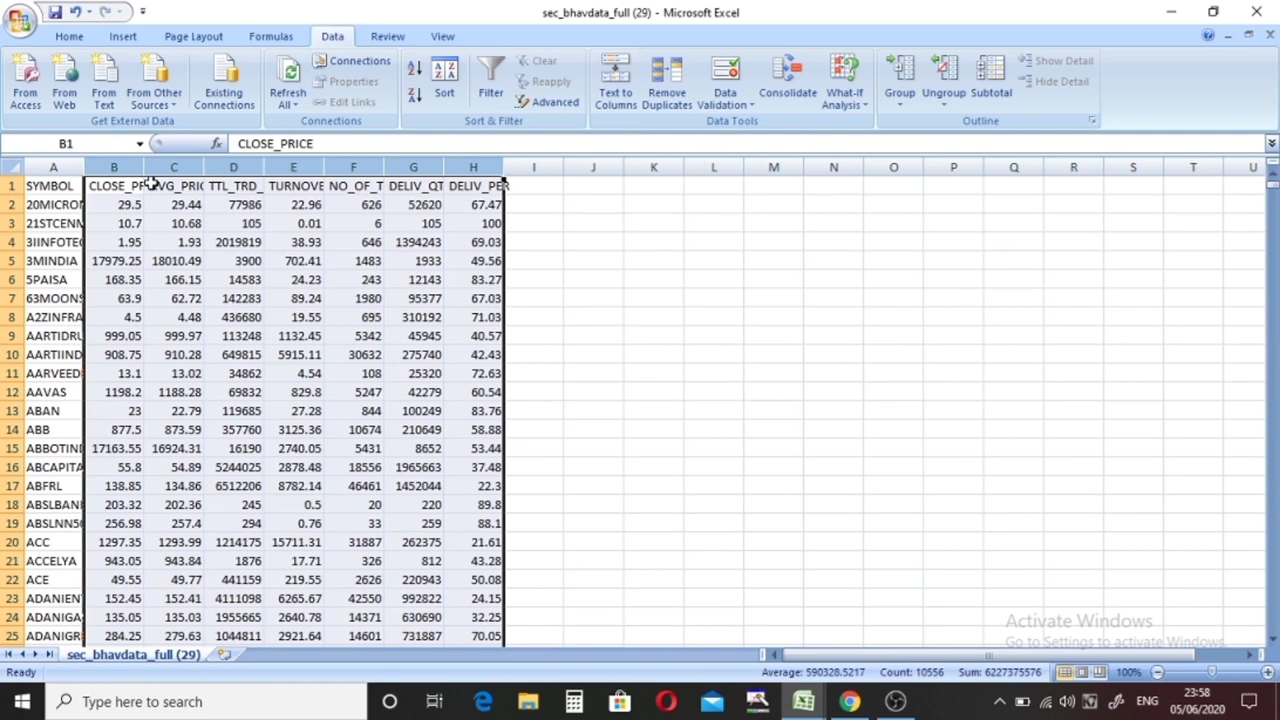 sec_bhavdata_full (29) - Microsoft Excel
Home Insert Page Layout Formulas Data Review View
From Access
From Web
From Text
From Other Sources
Existing Connections
Get External Data
Refresh All
Connections
Properties
Edit Links
Connections
Sort
Filter
Clear
Reapply
Advanced
Sort & Filter
Text to Columns
Remove Duplicates
Data Validation
Consolidate
What-If Analysis
Data Tools
Group
Ungroup
Subtotal
Show Detail
Hide Detail
Outline
B1 fx CLOSE_PRICE
A B C D E F G H I J K L M N O P Q R S T U
1 SYMBOL CLOSE_PR VG_PRIC TTL_TRD_ TURNOVE NO_OF_T DELIV_QT DELIV_PER
2 20MICRON 29.5 29.44 77986 22.96 626 52620 67.47
3 21STCENM 10.7 10.68 105 0.01 6 105 100
4 3IINFOTEC 1.95 1.93 2019819 38.93 646 1394243 69.03
5 3MINDIA 17979.25 18010.49 3900 702.41 1483 1933 49.56
6 5PAISA 168.35 166.15 14583 24.23 243 12143 83.27
7 63MOONS 63.9 62.72 142283 89.24 1980 95377 67.03
8 A2ZINFRA 4.5 4.48 436680 19.55 695 310192 71.03
9 AARTIDRU 999.05 999.97 113248 1132.45 5342 45945 40.57
10 AARTIIND 908.75 910.28 649815 5915.11 30632 275740 42.43
11 AARVEED 13.1 13.02 34862 4.54 108 25320 72.63
12 AAVAS 1198.2 1188.28 69832 829.8 5247 42279 60.54
13 ABAN 23 22.79 119685 27.28 844 100249 83.76
14 ABB 877.5 873.59 357760 3125.36 10674 210649 58.88
15 ABBOTIND 17163.55 16924.31 16190 2740.05 5431 8652 53.44
16 ABCAPITA 55.8 54.89 5244025 2878.48 18556 1965663 37.48
17 ABFRL 138.85 134.86 6512206 8782.14 46461 1452044 22.3
18 ABSLBAN 203.32 202.36 245 0.5 20 220 89.8
19 ABSLNN50 256.98 257.4 294 0.76 33 259 88.1
20 ACC 1297.35 1293.99 1214175 15711.31 31887 262375 21.61
21 ACCELYA 943.05 943.84 1876 17.71 326 812 43.28
22 ACE 49.55 49.77 441159 219.55 2626 220943 50.08
23 ADANIEN 152.45 152.41 4111098 6265.67 42550 992822 24.15
24 ADANIGA 135.05 135.03 1955665 2640.78 14371 630690 32.25
25 ADANIGR 284.25 279.63 1044811 2921.64 14601 731887 70.05
Activate Windows
Go to Settings to activate Windows.
sec_bhavdata_full (29)
Ready Average: 590328.5217 Count: 10556 Sum: 6227375576 100%
Type here to search
ENG
23:58
05/06/2020